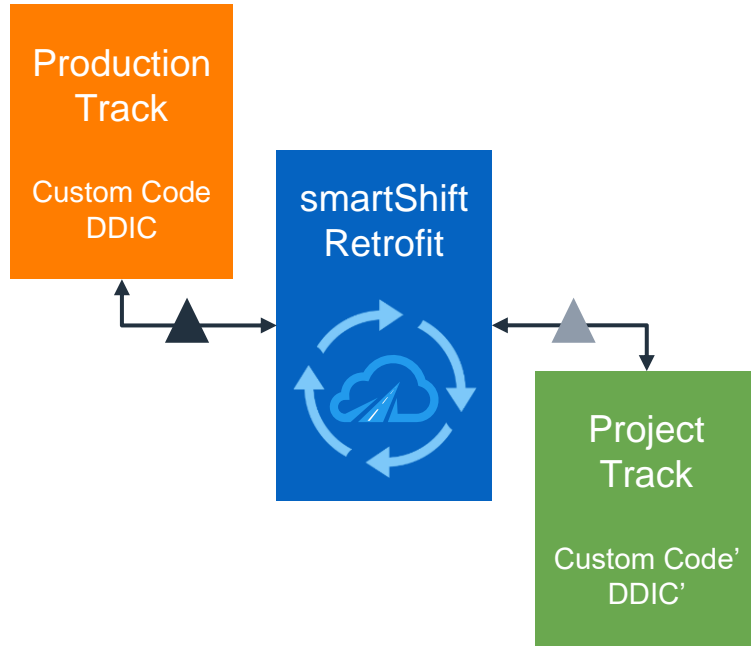 Production
Track
Custom Code
DDIC
smartShift
Retrofit
Project
Track
Custom Code’
DDIC’